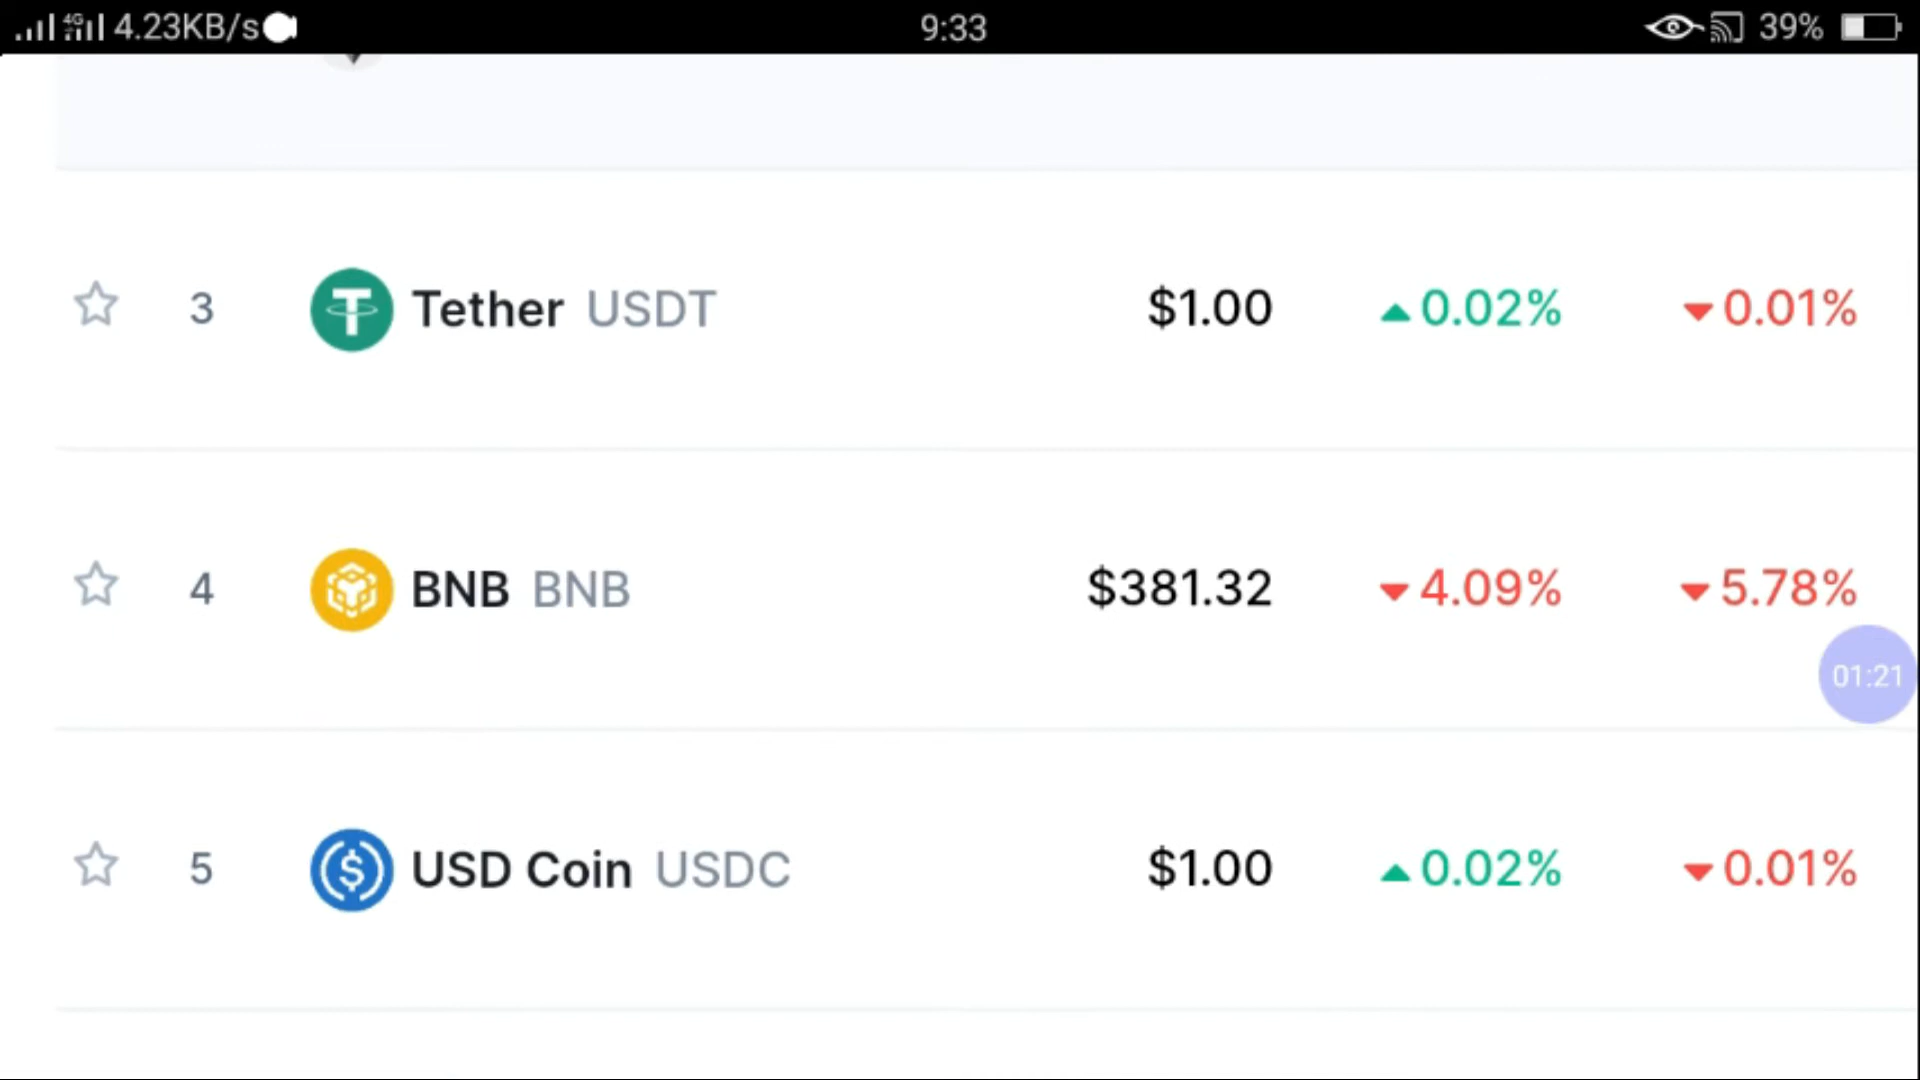 4G 4.23KB/s 9:33 39%
3 Tether USDT $1.00 0.02% 0.01%
4 BNB BNB $381.32 4.09% 5.78%
01:21
5 USD Coin USDC $1.00 0.02% 0.01%